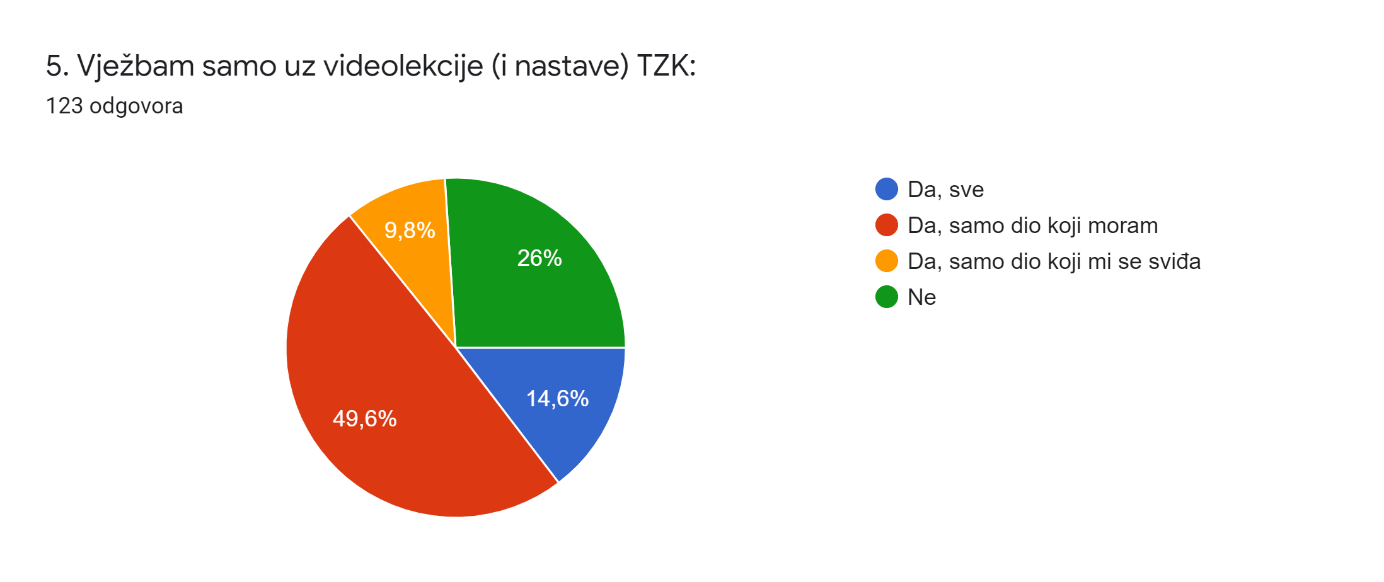 5. Vježbam samo uz videolekcije (i nastave) TZK:
123 odgovora
Da, sve
Da, samo dio koji moram
Da, samo dio koji mi se sviđa
Ne
9,8%
26%
14,6%
49,6%